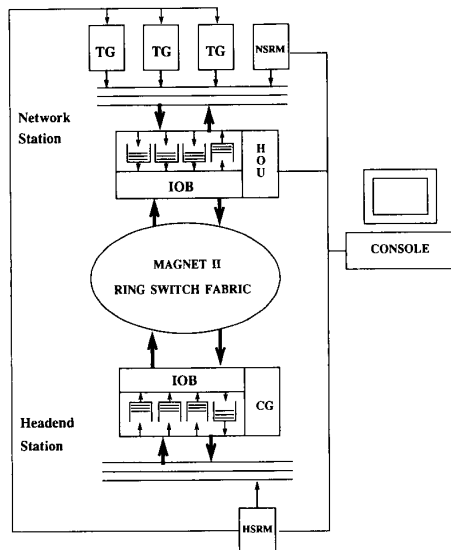 TG
TG
TG
NSRM
Network
Station
H
O
U
IOB
CONSOLE
MAGNET II
RING SWITCH FABRIC
IOB
CG
Headend
Station
HSRM